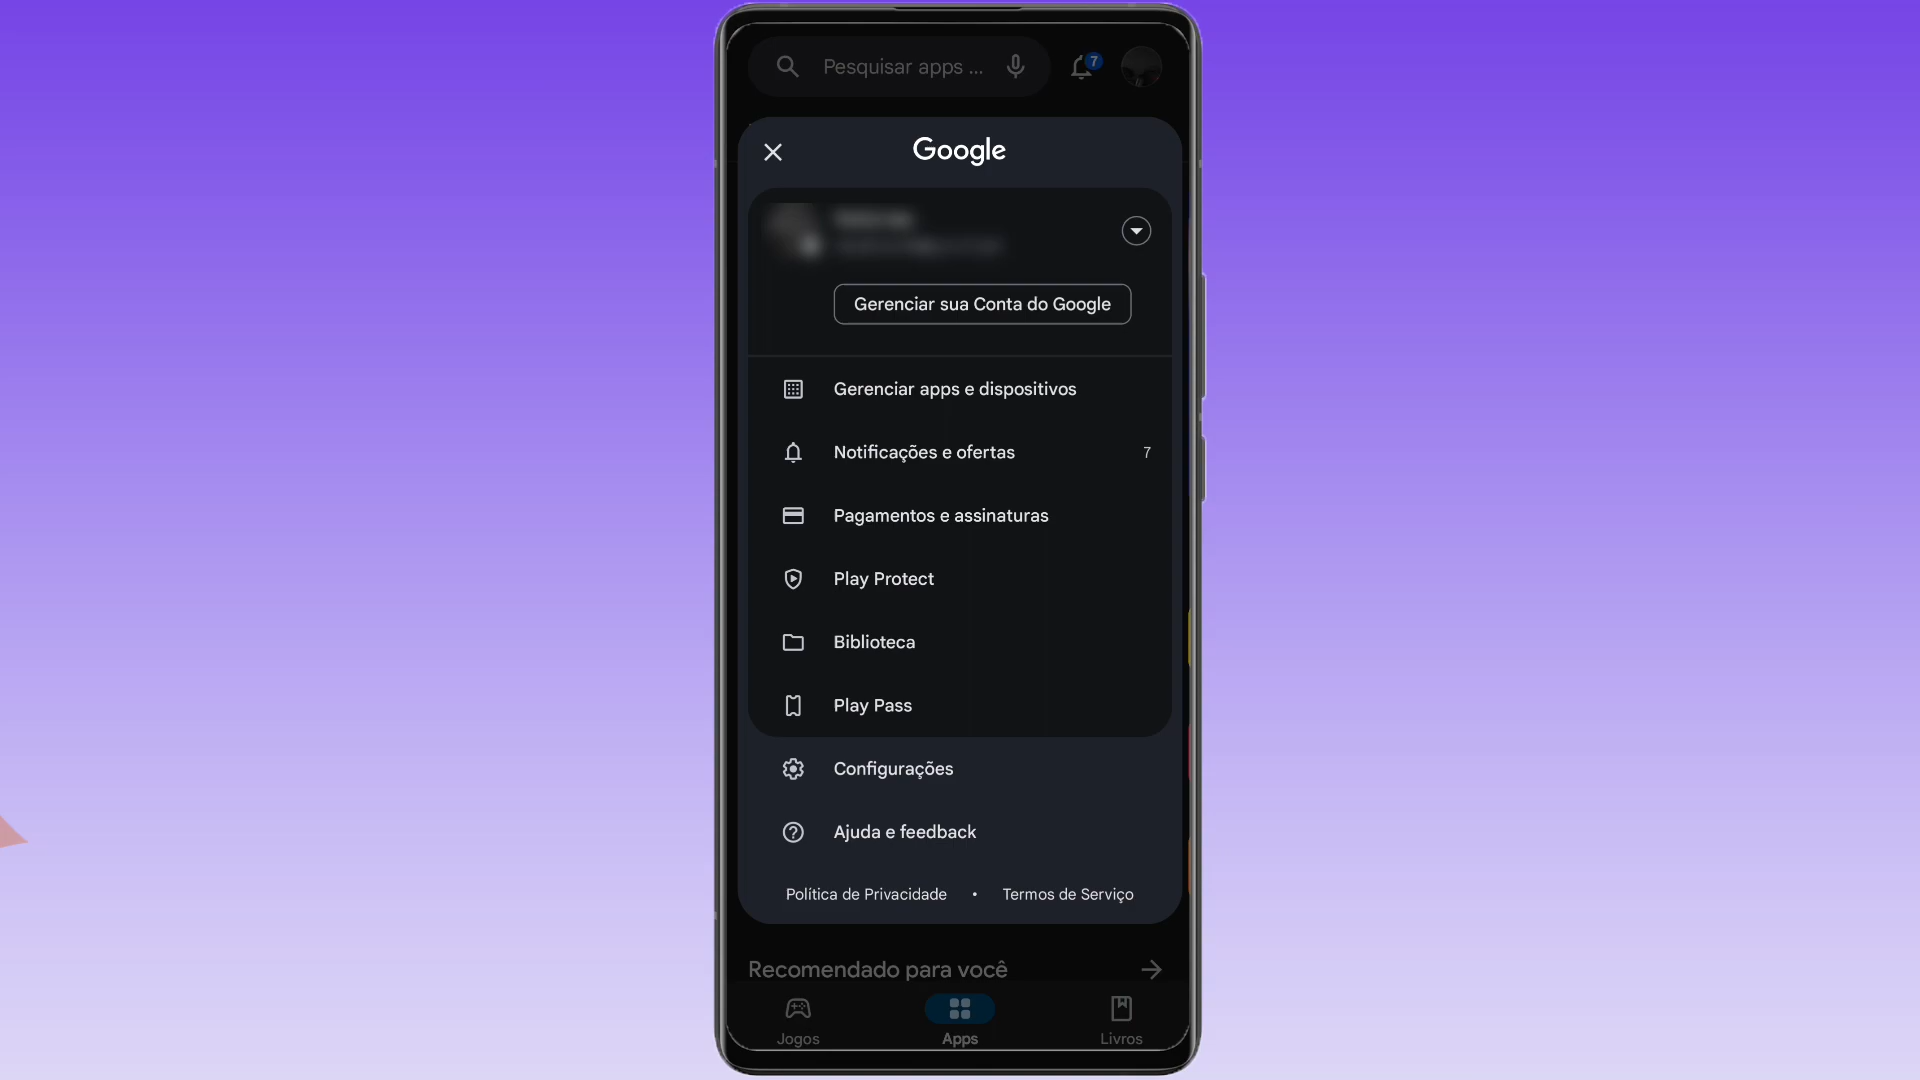 Pesquisar apps ...
7
Google
Gerenciar sua Conta do Google
Gerenciar apps e dispositivos
Notificações e ofertas 7
Pagamentos e assinaturas
Play Protect
Biblioteca
Play Pass
Configurações
Ajuda e feedback
Política de Privacidade • Termos de Serviço
Recomendado para você
Jogos Apps Livros